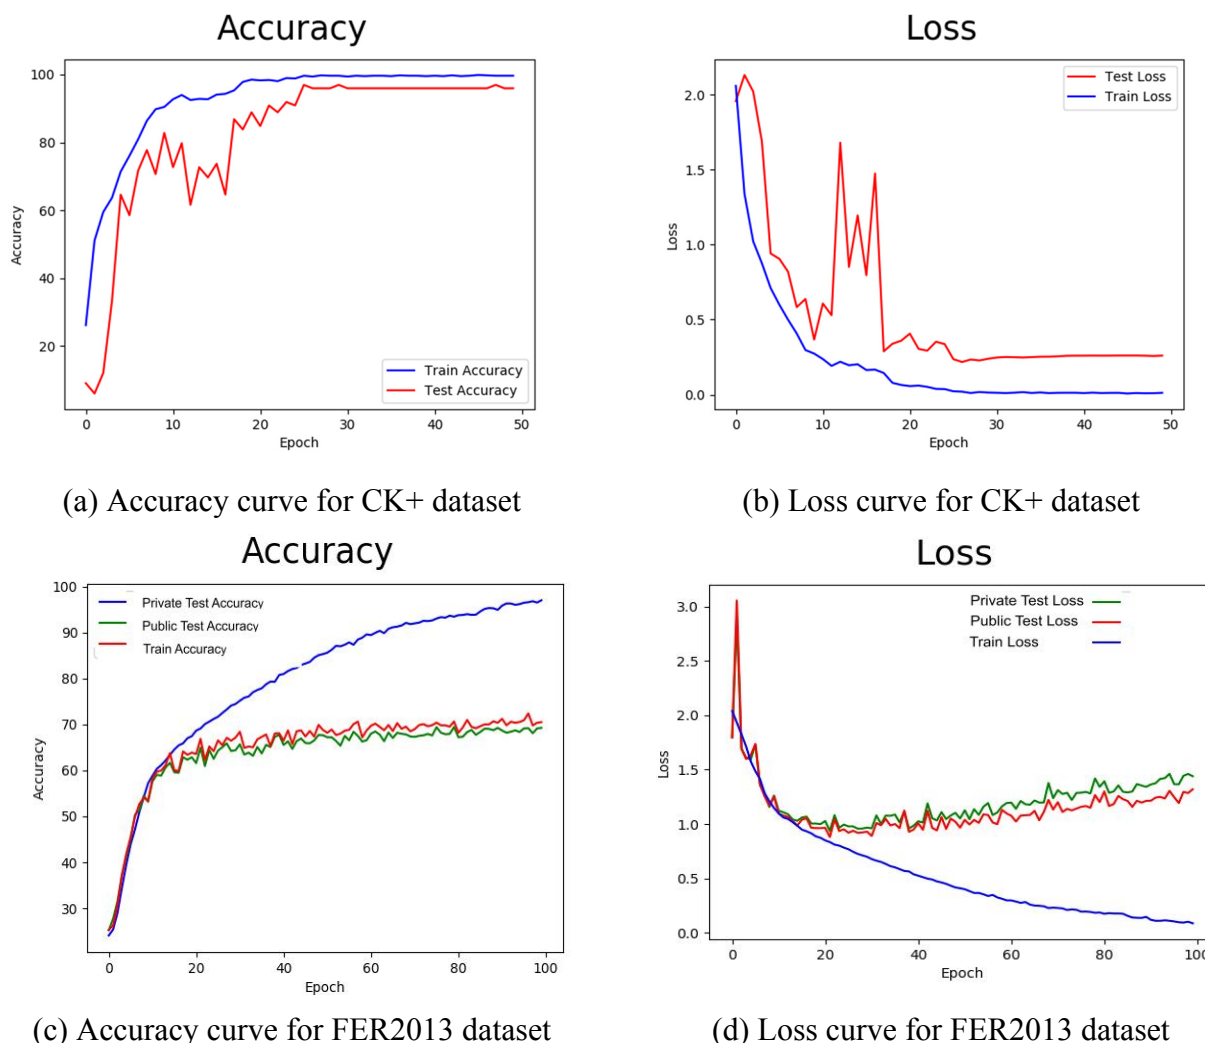 Accuracy
100
80
60
40
20
Accuracy
Train Accuracy
Test Accuracy
0 10 20 30 40 50
Epoch
(a) Accuracy curve for CK+ dataset
Loss
2.0
1.5
1.0
0.5
0.0
Loss
Test Loss
Train Loss
0 10 20 30 40 50
Epoch
(b) Loss curve for CK+ dataset
Accuracy
100
90
80
70
60
50
40
30
Accuracy
Private Test Accuracy
Public Test Accuracy
Train Accuracy
0 20 40 60 80 100
Epoch
(c) Accuracy curve for FER2013 dataset
Loss
3.0
2.5
2.0
1.5
1.0
0.5
0.0
Loss
Private Test Loss
Public Test Loss
Train Loss
0 20 40 60 80 100
Epoch
(d) Loss curve for FER2013 dataset